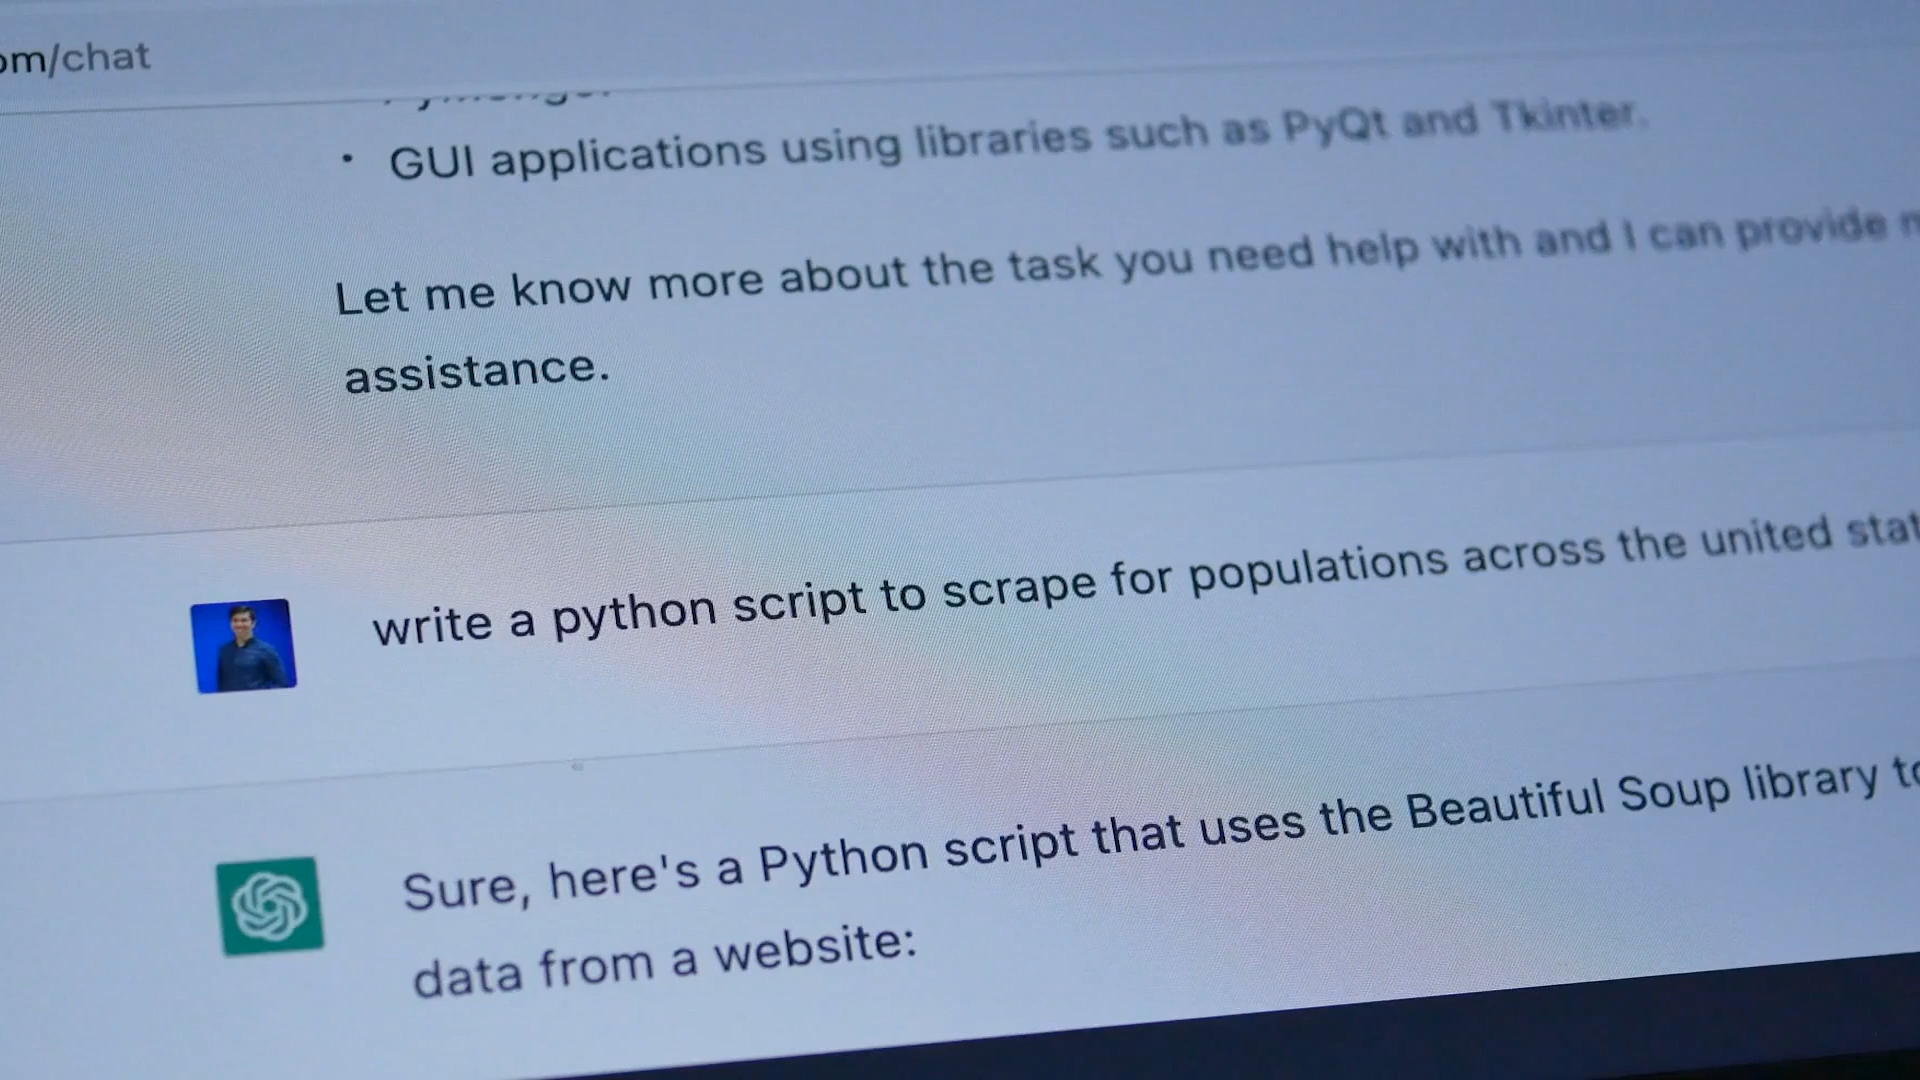 om/chat
• GUI applications using libraries such as PyQt and Tkinter.
Let me know more about the task you need help with and I can provide
assistance.
write a python script to scrape for populations across the united stat
Sure, here's a Python script that uses the Beautiful Soup library to
data from a website: